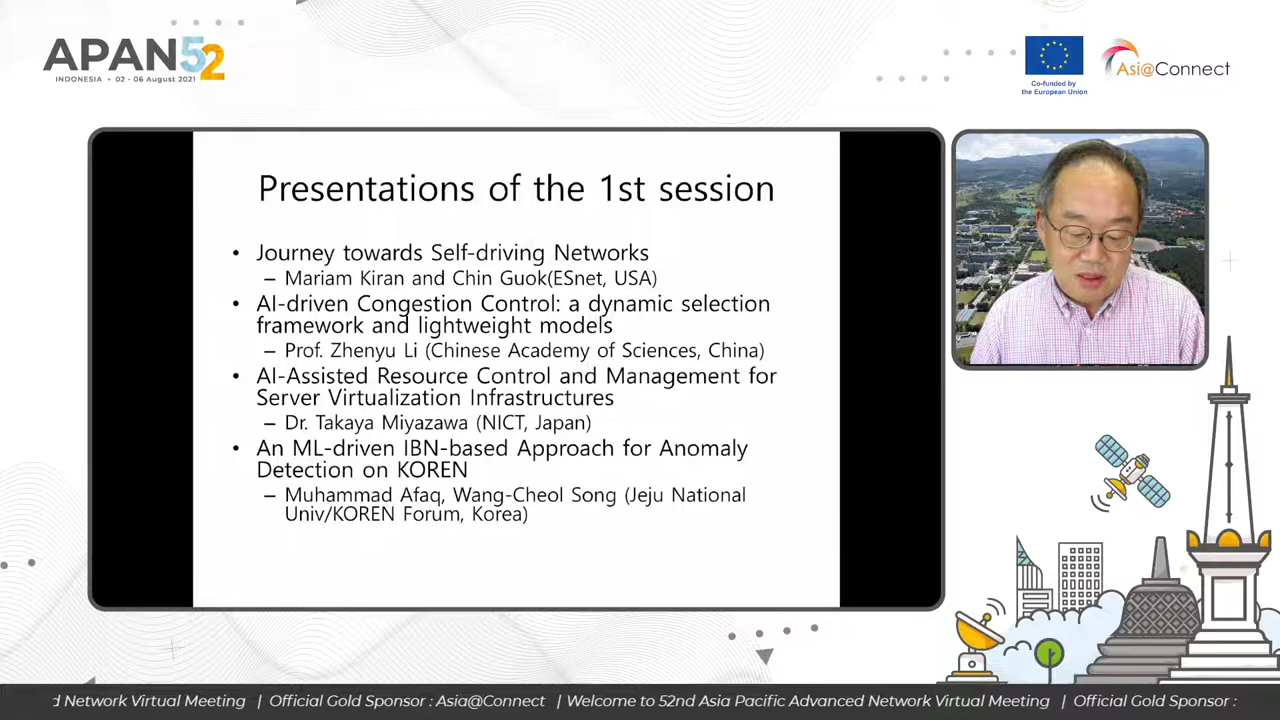 APAN52
INDONESIA • 02 - 06 August 2021
Co-funded by
the European Union
Asi@Connect
Presentations of the 1st session
• Journey towards Self-driving Networks
– Mariam Kiran and Chin Guok(ESnet, USA)
• AI-driven Congestion Control: a dynamic selection
framework and lightweight models
– Prof. Zhenyu Li (Chinese Academy of Sciences, China)
• AI-Assisted Resource Control and Management for
Server Virtualization Infrastructures
– Dr. Takaya Miyazawa (NICT, Japan)
• An ML-driven IBN-based Approach for Anomaly
Detection on KOREN
– Muhammad Afaq, Wang-Cheol Song (Jeju National
Univ/KOREN Forum, Korea)
d Network Virtual Meeting | Official Gold Sponsor : Asia@Connect | Welcome to 52nd Asia Pacific Advanced Network Virtual Meeting | Official Gold Sponsor :